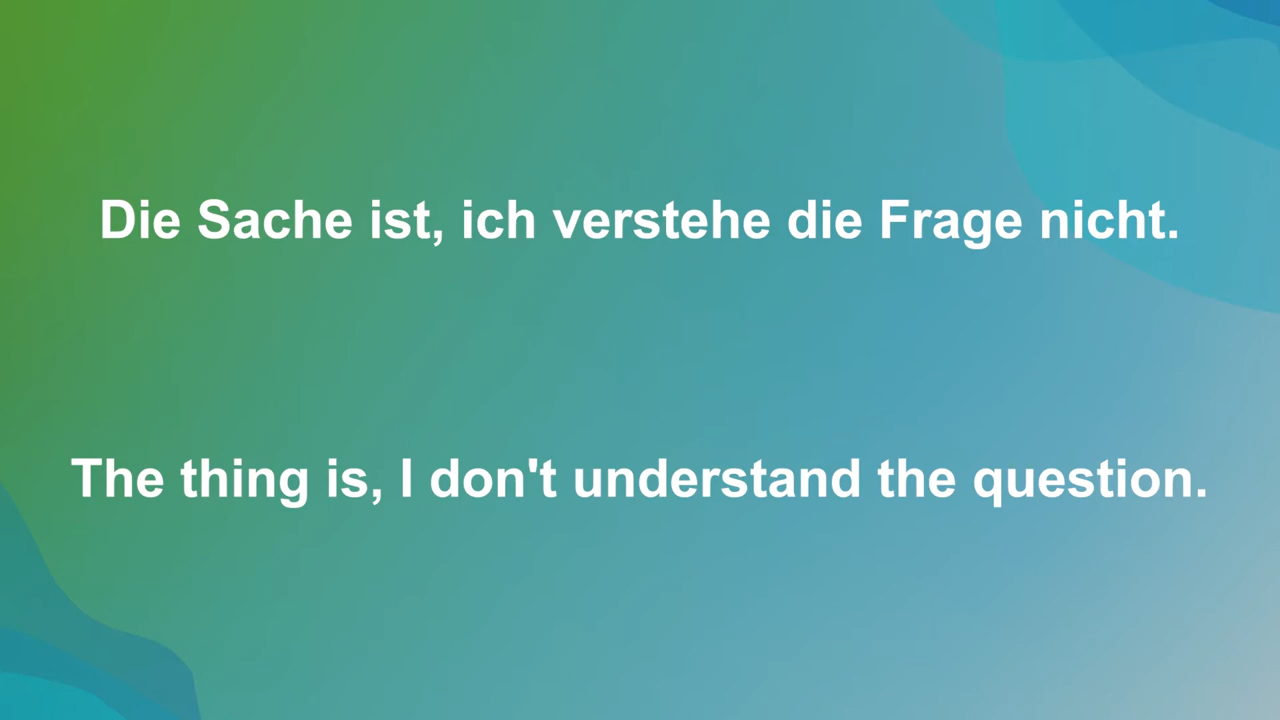 Die Sache ist, ich verstehe die Frage nicht.
The thing is, I don't understand the question.